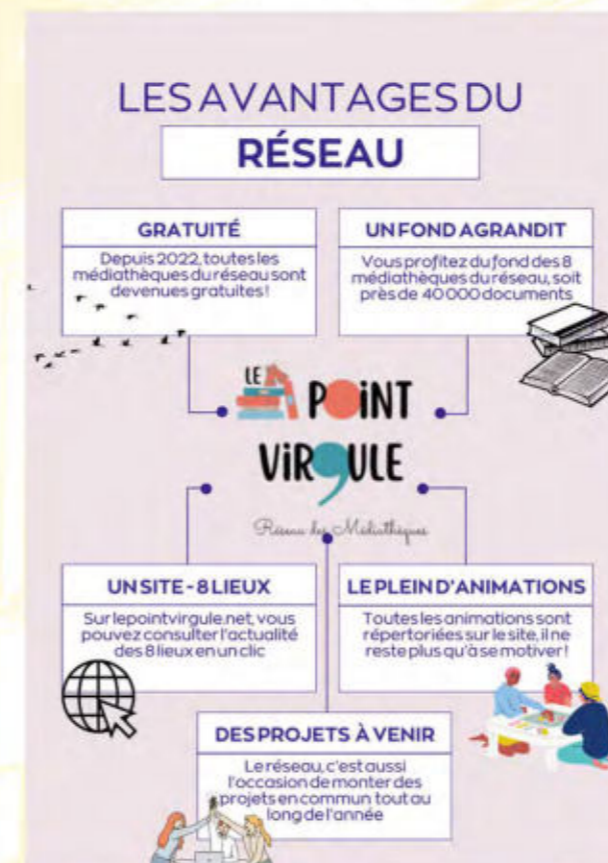 LES AVANTAGES DU
RÉSEAU
GRATUITÉ
Depuis 2022, toutes les
médiathèques du réseau sont
devenues gratuites !
UN FOND AGRANDIT
Vous profitez du fond des 8
médiathèques du réseau, soit
près de 40 000 documents
LE
POiNT
ViRGULE
Réseau des Médiathèques
UN SITE - 8 LIEUX
Sur lepointvirgule.net, vous
pouvez consulter l'actualité
des 8 lieux en un clic
LE PLEIN D'ANIMATIONS
Toutes les animations sont
répertoriées sur le site, il ne
reste plus qu'à se motiver !
DES PROJETS À VENIR
Le réseau, c'est aussi
l'occasion de monter des
projets en commun tout au
long de l'année